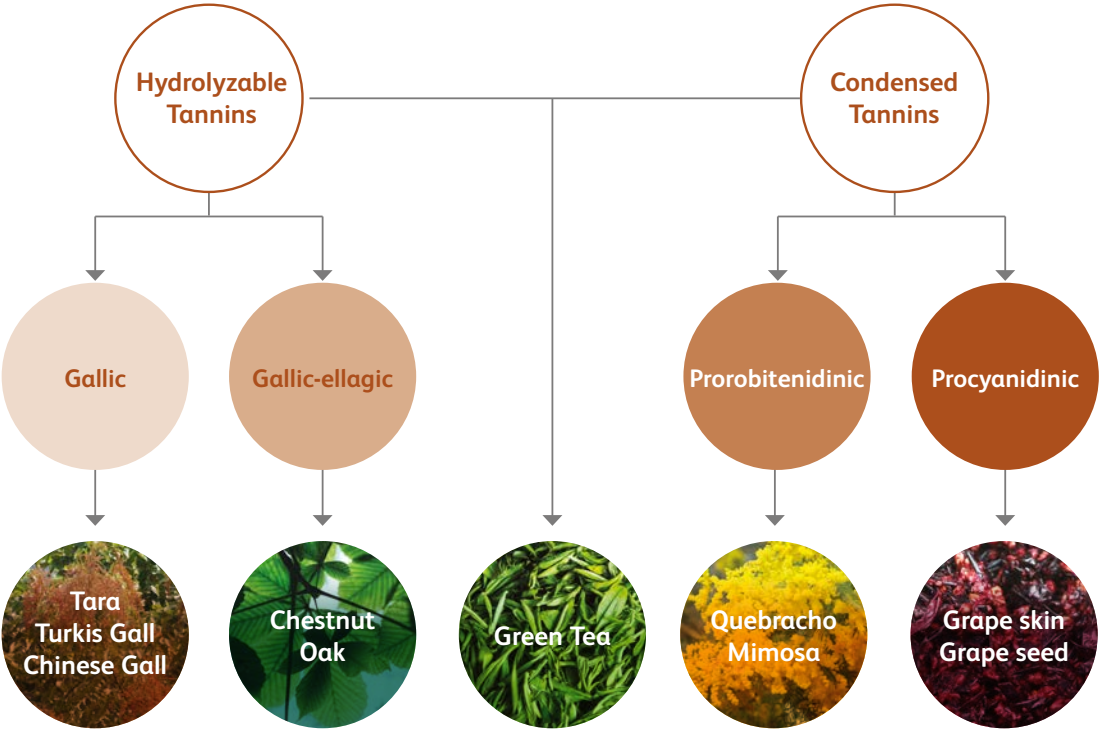 Hydrolyzable
Tannins
Condensed
Tannins
Gallic
Gallic-ellagic
Prorobitenidinic
Procyanidinic
Tara
Turkis Gall
Chinese Gall
Chestnut
Oak
Green Tea
Quebracho
Mimosa
Grape skin
Grape seed